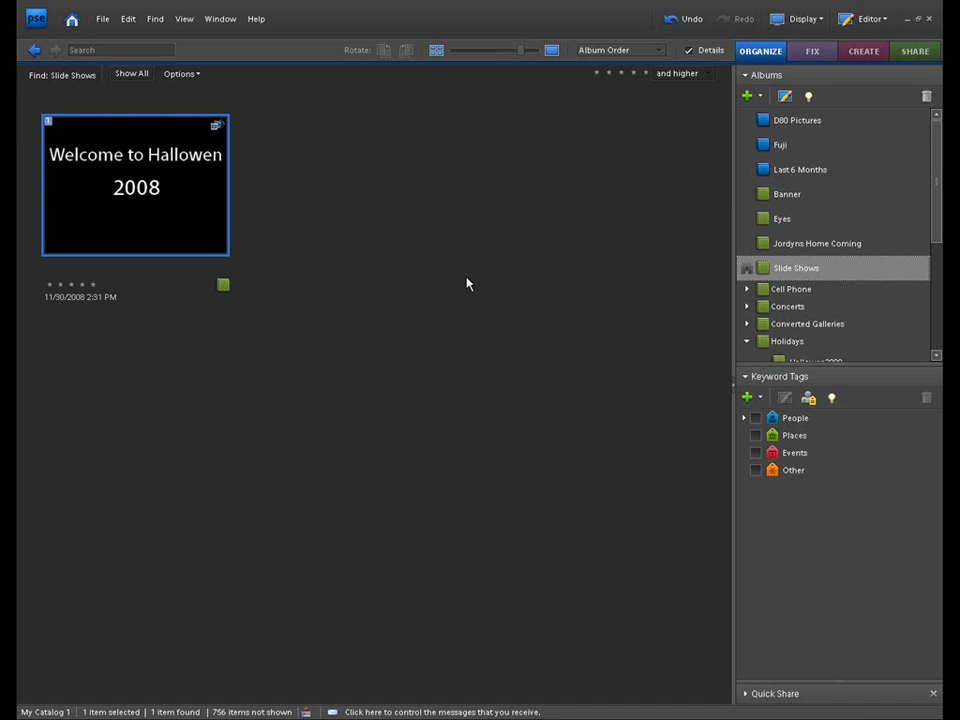 pse File Edit Find View Window Help Undo Redo Display Editor
Search Rotate: Album Order Details ORGANIZE FIX CREATE SHARE
Find: Slide Shows Show All Options and higher
Albums
D80 Pictures
Fuji
Last 6 Months
Banner
Eyes
Jordyns Home Coming
Slide Shows
Cell Phone
Concerts
Converted Galleries
Holidays
1
Welcome to Hallowen
2008
11/30/2008 2:31 PM
Keyword Tags
People
Places
Events
Other
Quick Share
My Catalog 1 1 item selected 1 item found 756 items not shown Click here to control the messages that you receive.